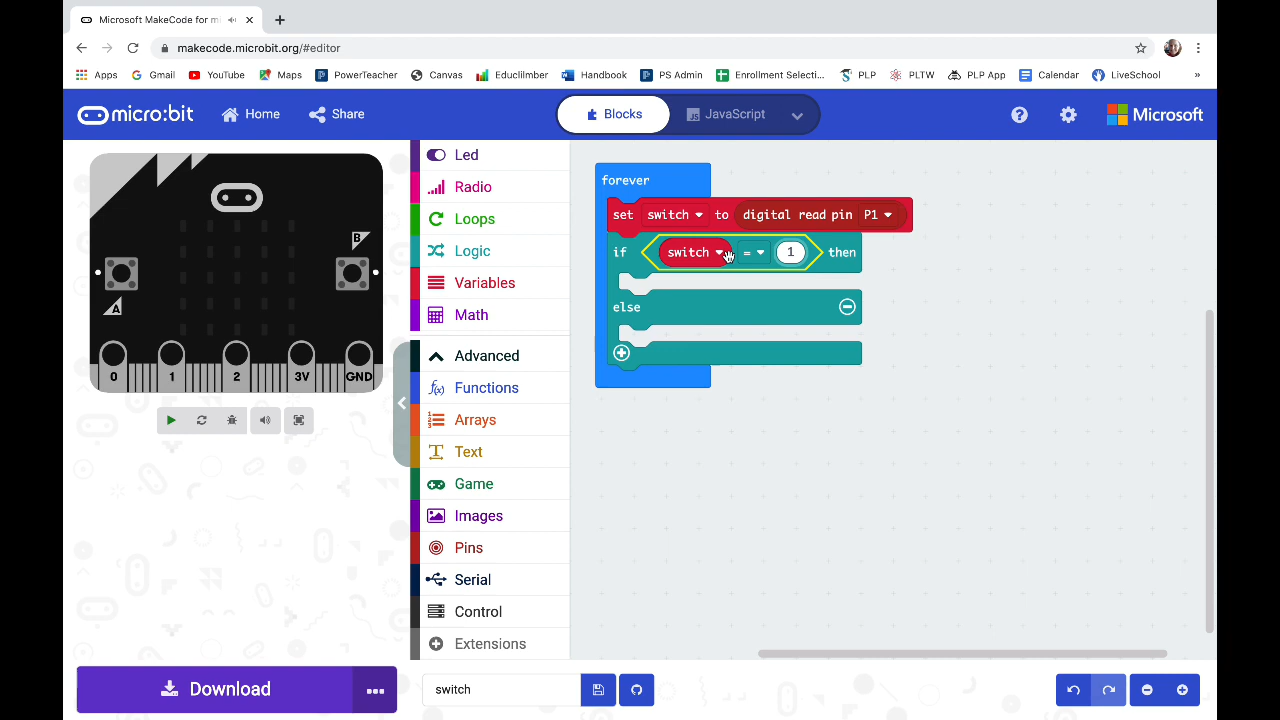 Microsoft MakeCode for mi
makecode.microbit.org/#editor
Apps Gmail YouTube Maps PowerTeacher Canvas Educlimber Handbook PS Admin Enrollment Selecti... PLP PLTW PLP App Calendar LiveSchool »
micro:bit Home Share Blocks JS JavaScript ? Microsoft
Led
Radio
Loops
Logic
Variables
Math
Advanced
f(x) Functions
Arrays
Text
Game
Images
Pins
Serial
Control
Extensions
B
A
0 1 2 3V GND
forever
set switch to digital read pin P1
if switch = 1 then
else
Download ...
switch